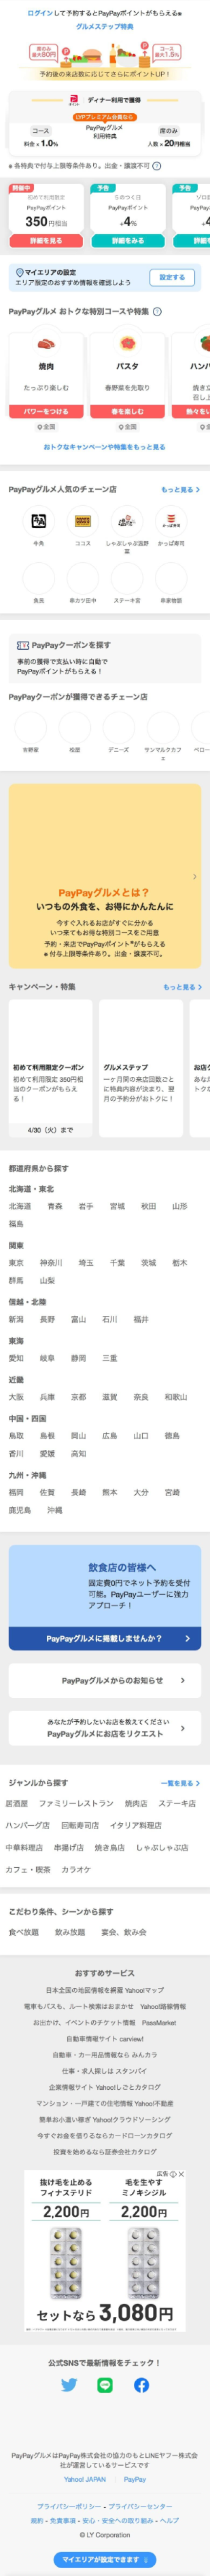 ログインして予約するとPayPayポイントがもらえる※
グルメステップ特典
席のみ
最大80円
コース
最大1.5%
予約後の来店数に応じてさらにポイントUP！
ディナー利用で獲得
LYPプレミアム会員なら
PayPayグルメ
利用特典
コース
料金 × 1.0%
席のみ
人数 × 20円相当
※各特典で付与上限等条件あり。出金・譲渡不可
開催中
初めて利用限定
PayPayポイント
350円相当
詳細を見る
予告
5のつく日
PayPayポイント
+4%
詳細をみる
予告
マイエリアの設定
エリア限定のおすすめ情報を確認しよう
設定する
PayPayグルメ おトクな特別コースや特集
焼肉
たっぷり楽しむ
パワーをつける
全国
パスタ
春野菜を先取り
春を楽しむ
全国
おトクなキャンペーンや特集をもっと見る
PayPayグルメ人気のチェーン店
もっと見る
牛角
ココス
しゃぶしゃぶ温野菜
かっぱ寿司
魚民
串カツ田中
ステーキ宮
串家物語
PayPayクーポンを探す
事前の獲得で支払い時に自動で
PayPayポイントがもらえる！
PayPayクーポンが獲得できるチェーン店
吉野家
松屋
デニーズ
サンマルクカフェ
ペロー
PayPayグルメとは？
いつもの外食を、お得にかんたんに
今すぐ入れるお店がすぐに分かる
いつ来てもお得な特別コースをご用意
予約・来店でPayPayポイント※がもらえる
※付与上限等条件あり。出金・譲渡不可。
キャンペーン・特集
もっと見る
初めて利用限定クーポン
初めて利用限定 350円相当のクーポンがもらえる！
4/30（火）まで
グルメステップ
一ヶ月間の来店回数ごとに特典内容が決まり、翌月の予約分がおトクに！
都道府県から探す
北海道・東北
北海道 青森 岩手 宮城 秋田 山形
福島
関東
東京 神奈川 埼玉 千葉 茨城 栃木
群馬 山梨
信越・北陸
新潟 長野 富山 石川 福井
東海
愛知 岐阜 静岡 三重
近畿
大阪 兵庫 京都 滋賀 奈良 和歌山
中国・四国
鳥取 島根 岡山 広島 山口 徳島
香川 愛媛 高知
九州・沖縄
福岡 佐賀 長崎 熊本 大分 宮崎
鹿児島 沖縄
飲食店の皆様へ
固定費0円でネット予約を受付
可能。PayPayユーザーに強力
アプローチ！
PayPayグルメに掲載しませんか？
PayPayグルメからのお知らせ
あなたが予約したいお店を教えてください
PayPayグルメにお店をリクエスト
ジャンルから探す
一覧を見る
居酒屋 ファミリーレストラン 焼肉店 ステーキ店
ハンバーグ店 回転寿司店 イタリア料理店
中華料理店 串揚げ店 焼き鳥店 しゃぶしゃぶ店
カフェ・喫茶 カラオケ
こだわり条件、シーンから探す
食べ放題 飲み放題 宴会、飲み会
おすすめサービス
日本全国の地図情報を網羅 Yahoo!マップ
電車もバスも、ルート検索はおまかせ Yahoo!路線情報
お出かけ、イベントのチケット情報 PassMarket
自動車情報サイト carview!
自動車・カー用品情報なら みんカラ
仕事・求人探しは スタンバイ
企業情報サイト Yahoo!しごとカタログ
マンション・一戸建ての住宅情報 Yahoo!不動産
簡単お小遣い稼ぎ Yahoo!クラウドソーシング
今すぐお金を借りるならカードローンカタログ
投資を始めるなら証券会社カタログ
広告
抜け毛を止める
フィナステリド
2,200円
毛を生やす
ミノキシジル
2,200円
セットなら 3,080円
公式SNSで最新情報をチェック！
PayPayグルメはPayPay株式会社の協力のもとLINEヤフー株式会社が運営しているサービスです
Yahoo! JAPAN PayPay
プライバシーポリシー - プライバシーセンター
規約 - 免責事項 - 安心・安全への取り組み - ヘルプ
© LY Corporation
マイエリアが設定できます